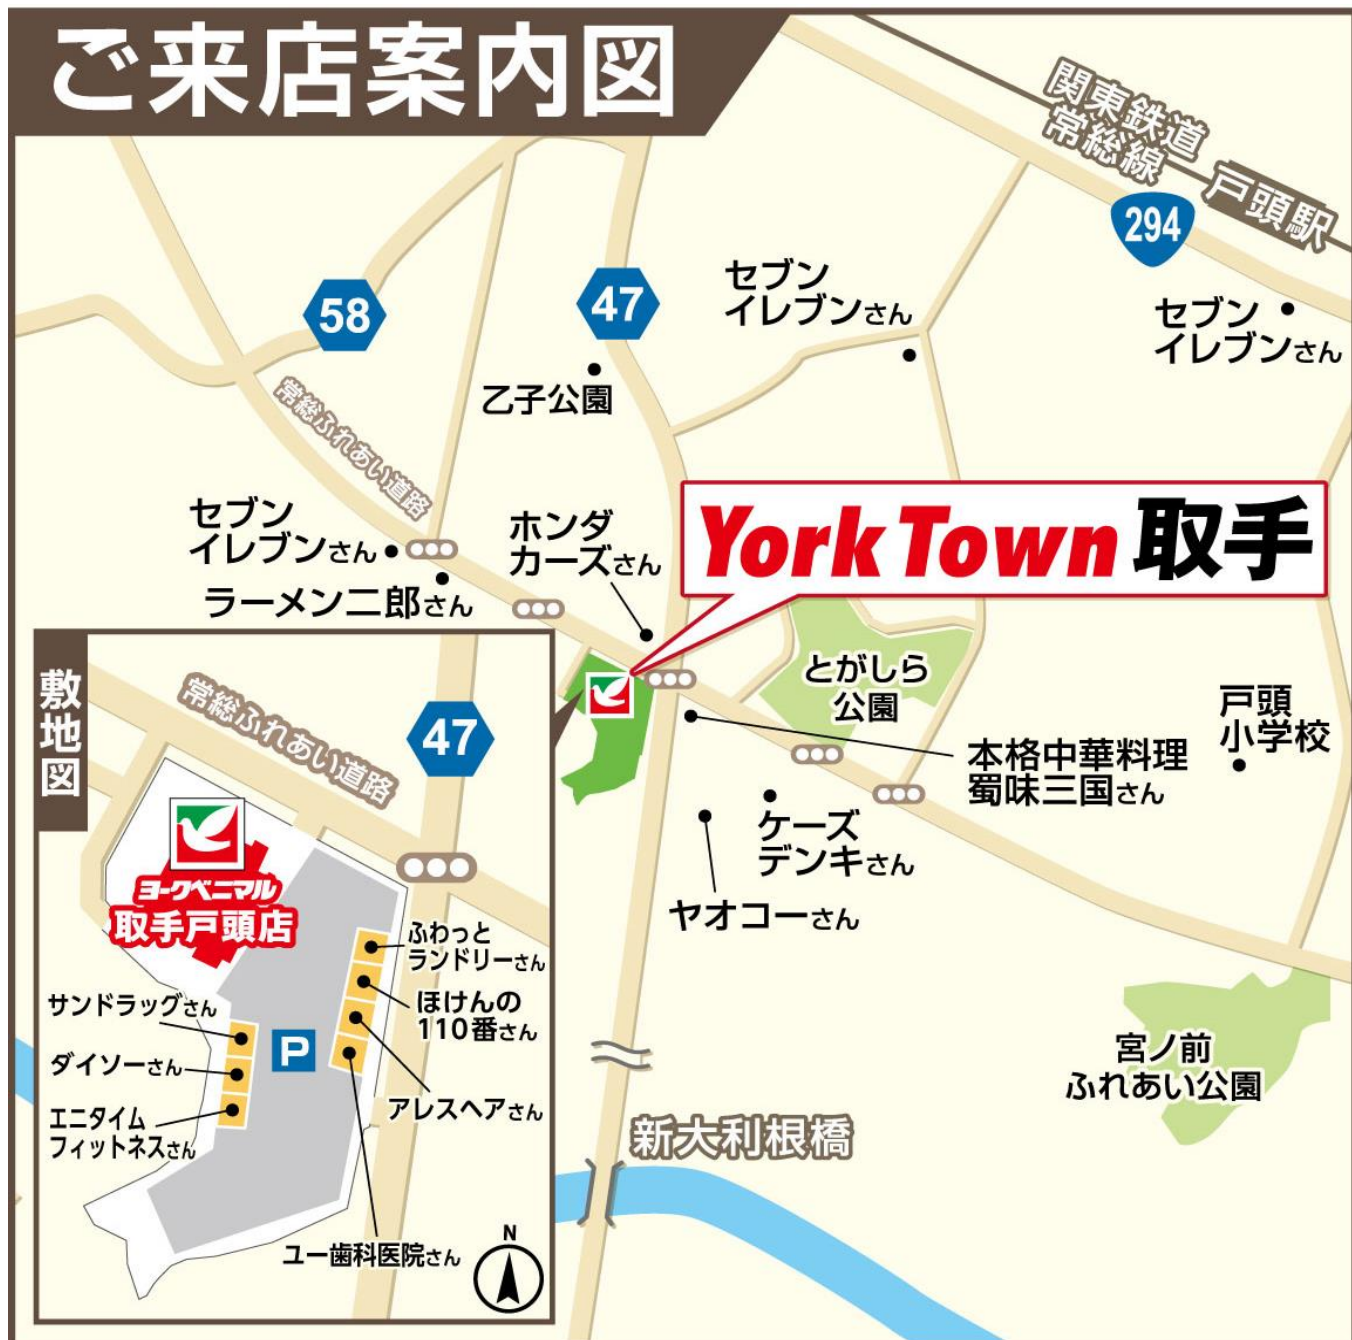 ご来店案内図
関東鉄道
常総線
戸頭駅
294
58
47
セブン
イレブンさん
セブン
イレブンさん
乙子公園
常総ふれあい道路
セブン
イレブンさん
ホンダ
カーズさん
York Town 取手
ラーメン二郎さん
とがしら
公園
戸頭
小学校
本格中華料理
蜀味三国さん
ケーズ
デンキさん
ヤオコーさん
宮ノ前
ふれあい公園
新大利根橋
敷地図
常総ふれあい道路
47
ヨークベニマル
取手戸頭店
ふわっと
ランドリーさん
ほけんの
110番さん
サンドラッグさん
P
ダイソーさん
アレスヘアさん
エニタイム
フィットネスさん
ユー歯科医院さん
N